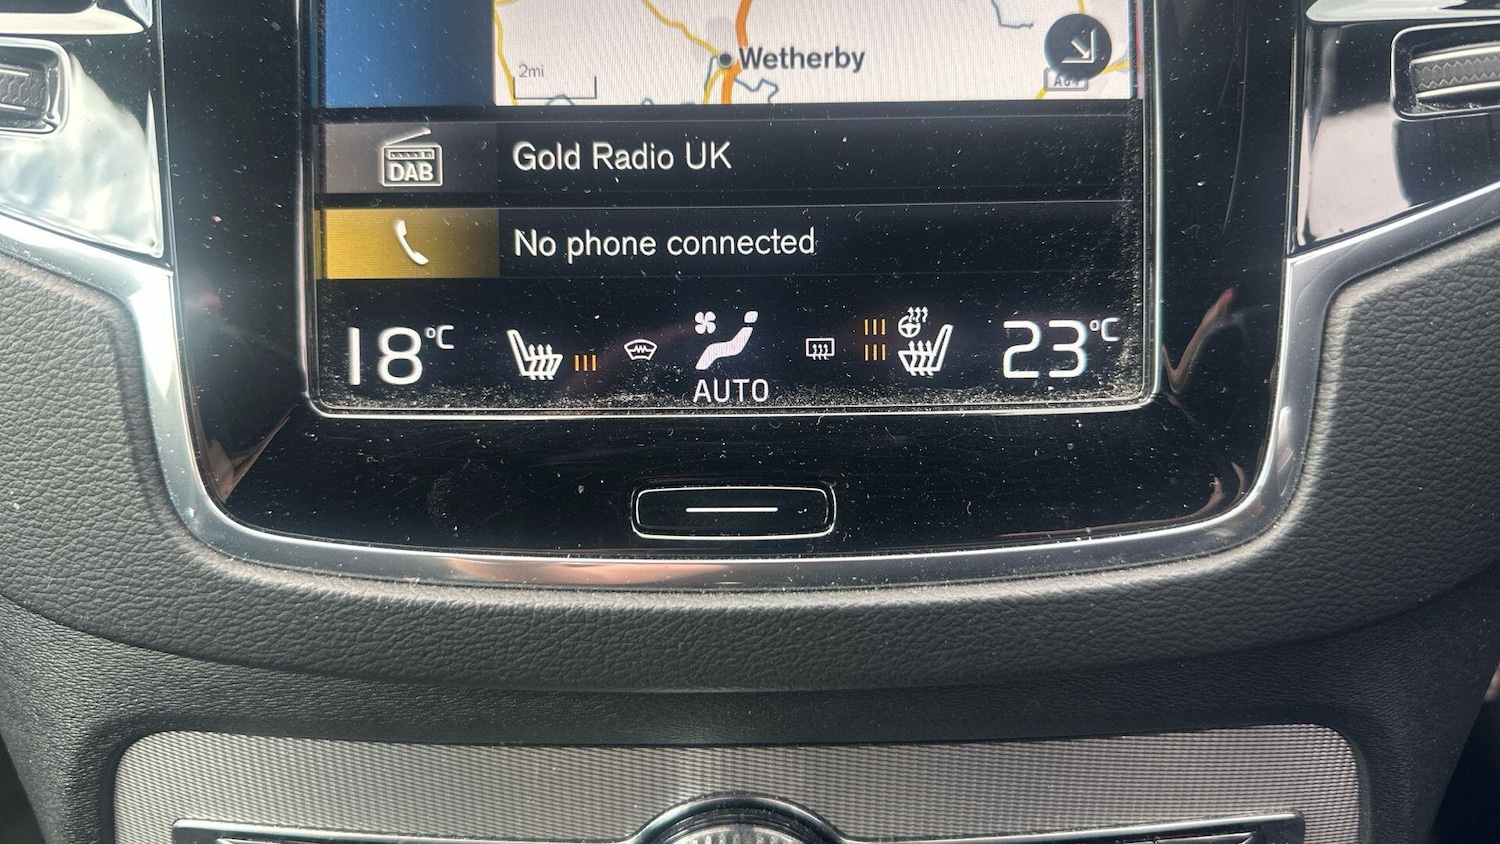 Wetherby
2mi
DAB
Gold Radio UK
No phone connected
18°C
23°C
AUTO